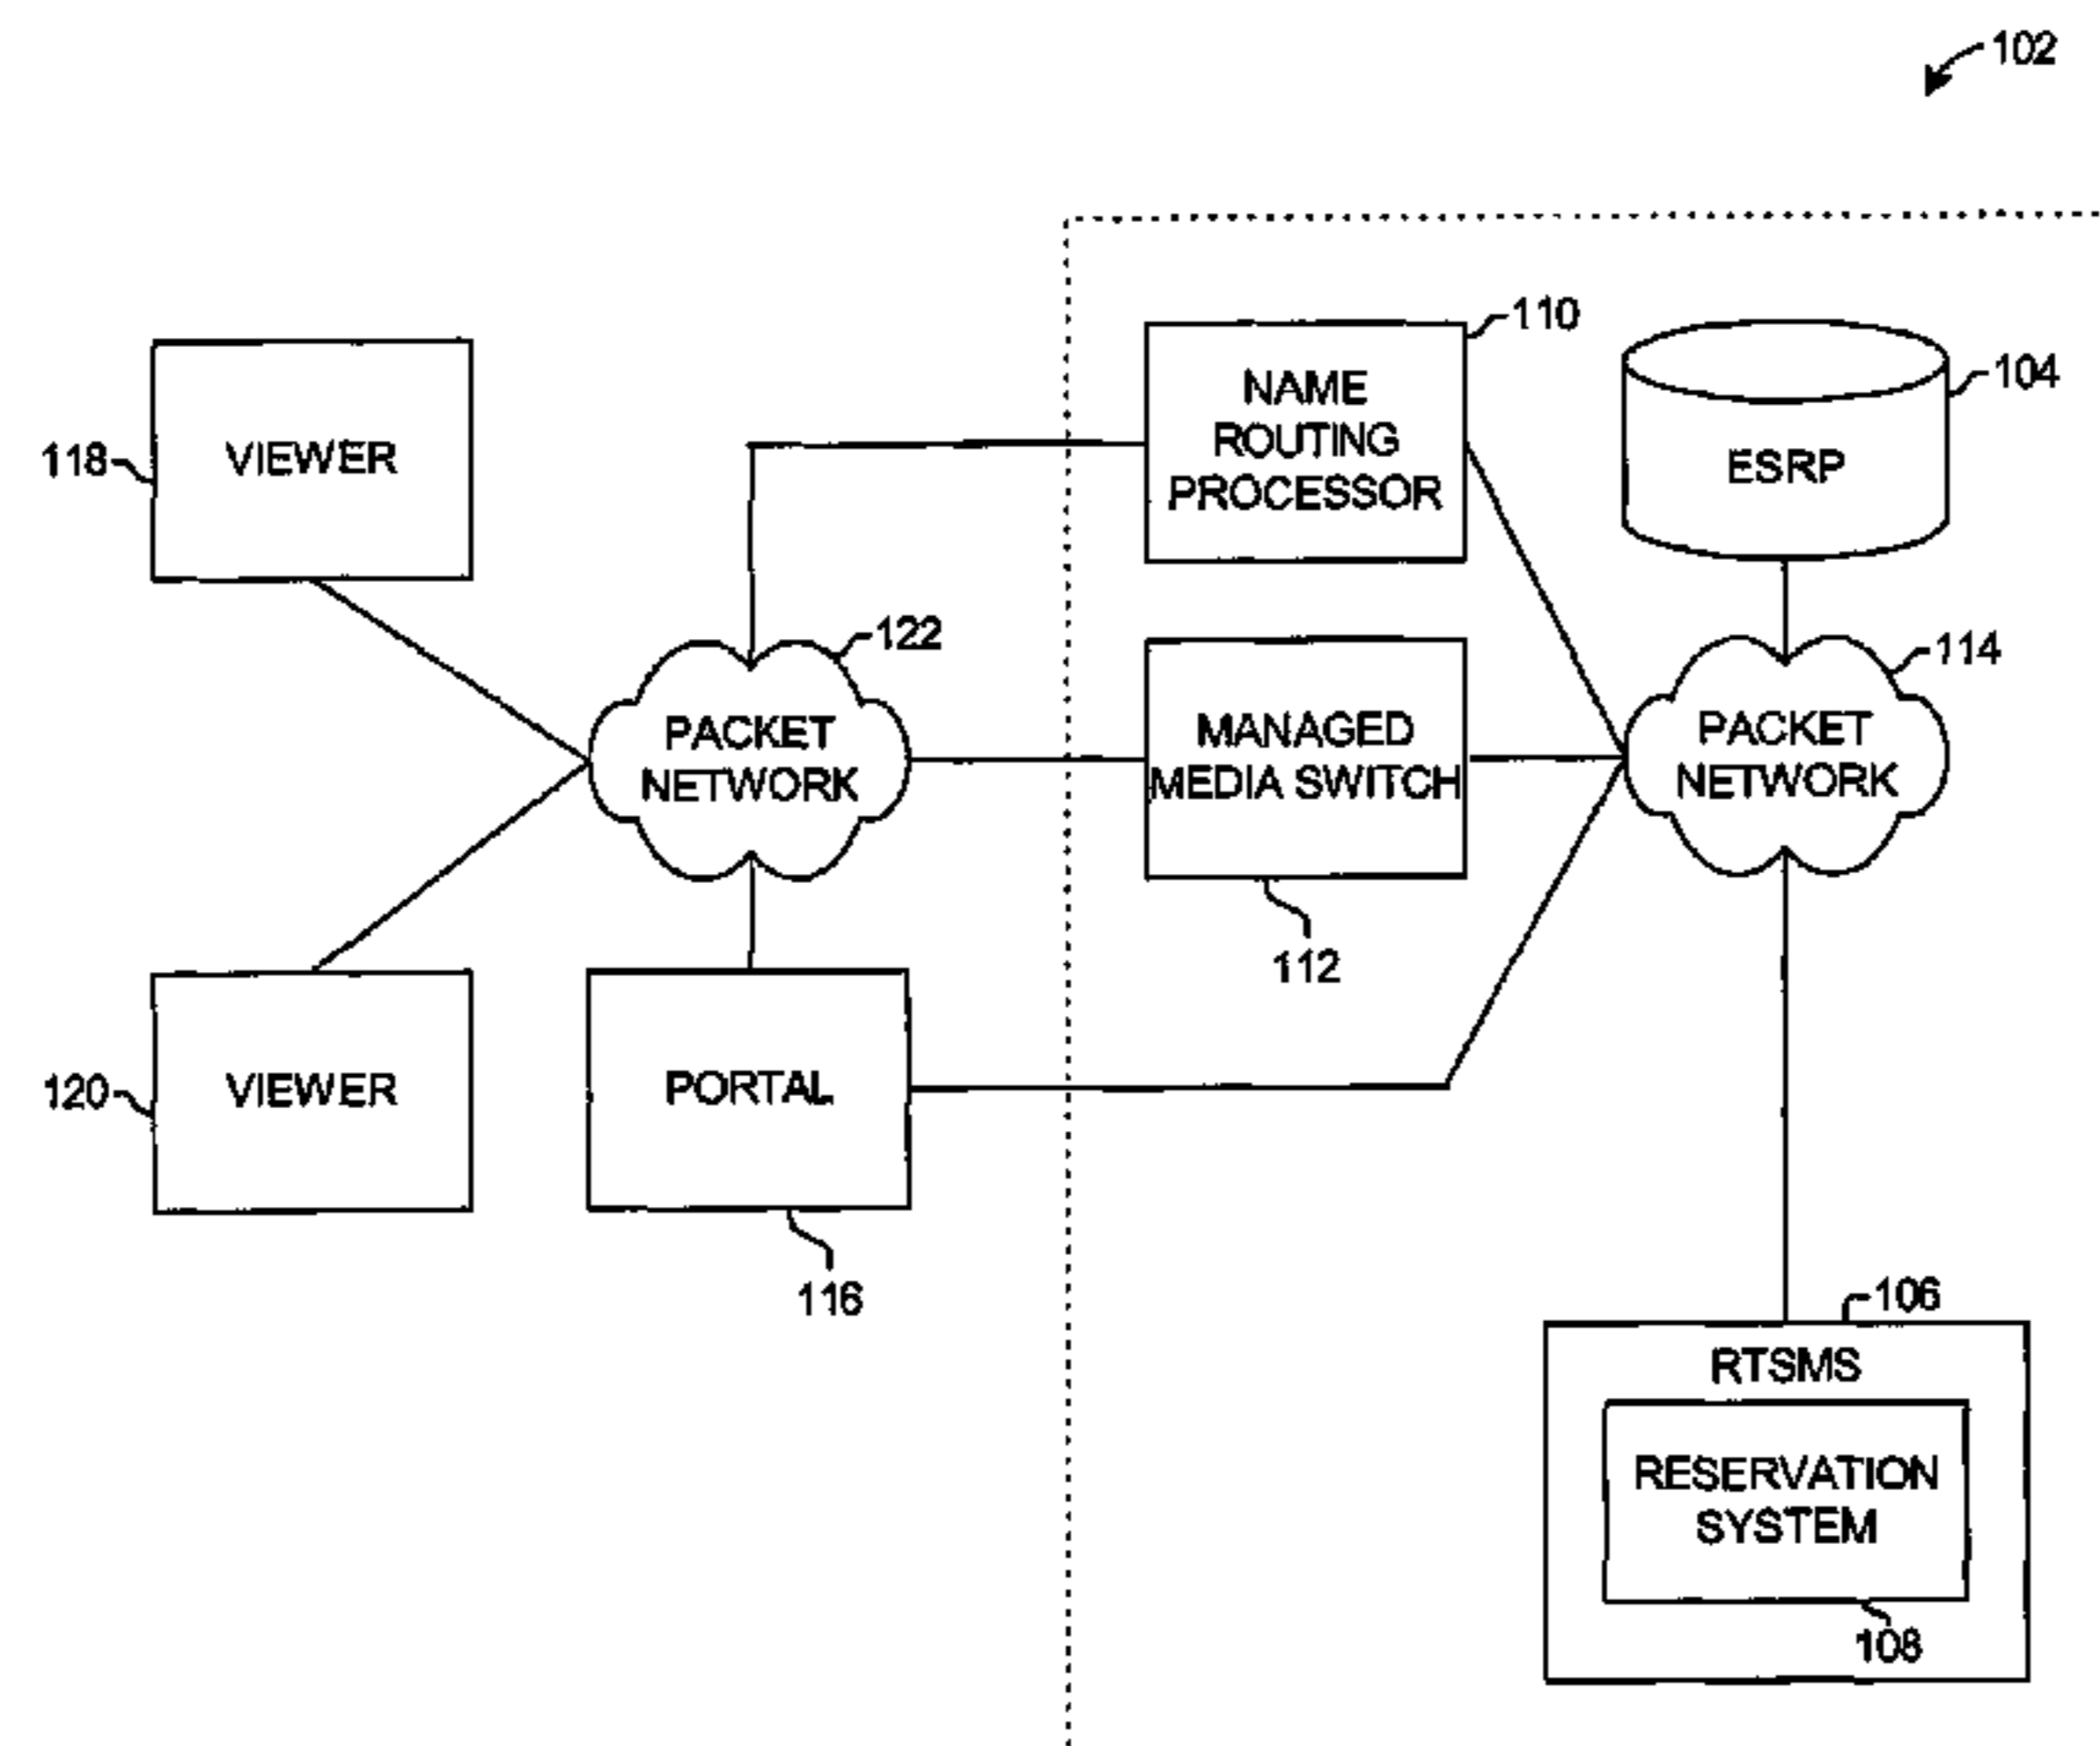 102
110
NAME
ROUTING
PROCESSOR
104
ESRP
118
VIEWER
122
PACKET
NETWORK
114
PACKET
NETWORK
MANAGED
MEDIA SWITCH
112
120
VIEWER
PORTAL
116
106
RTSMS
RESERVATION
SYSTEM
108